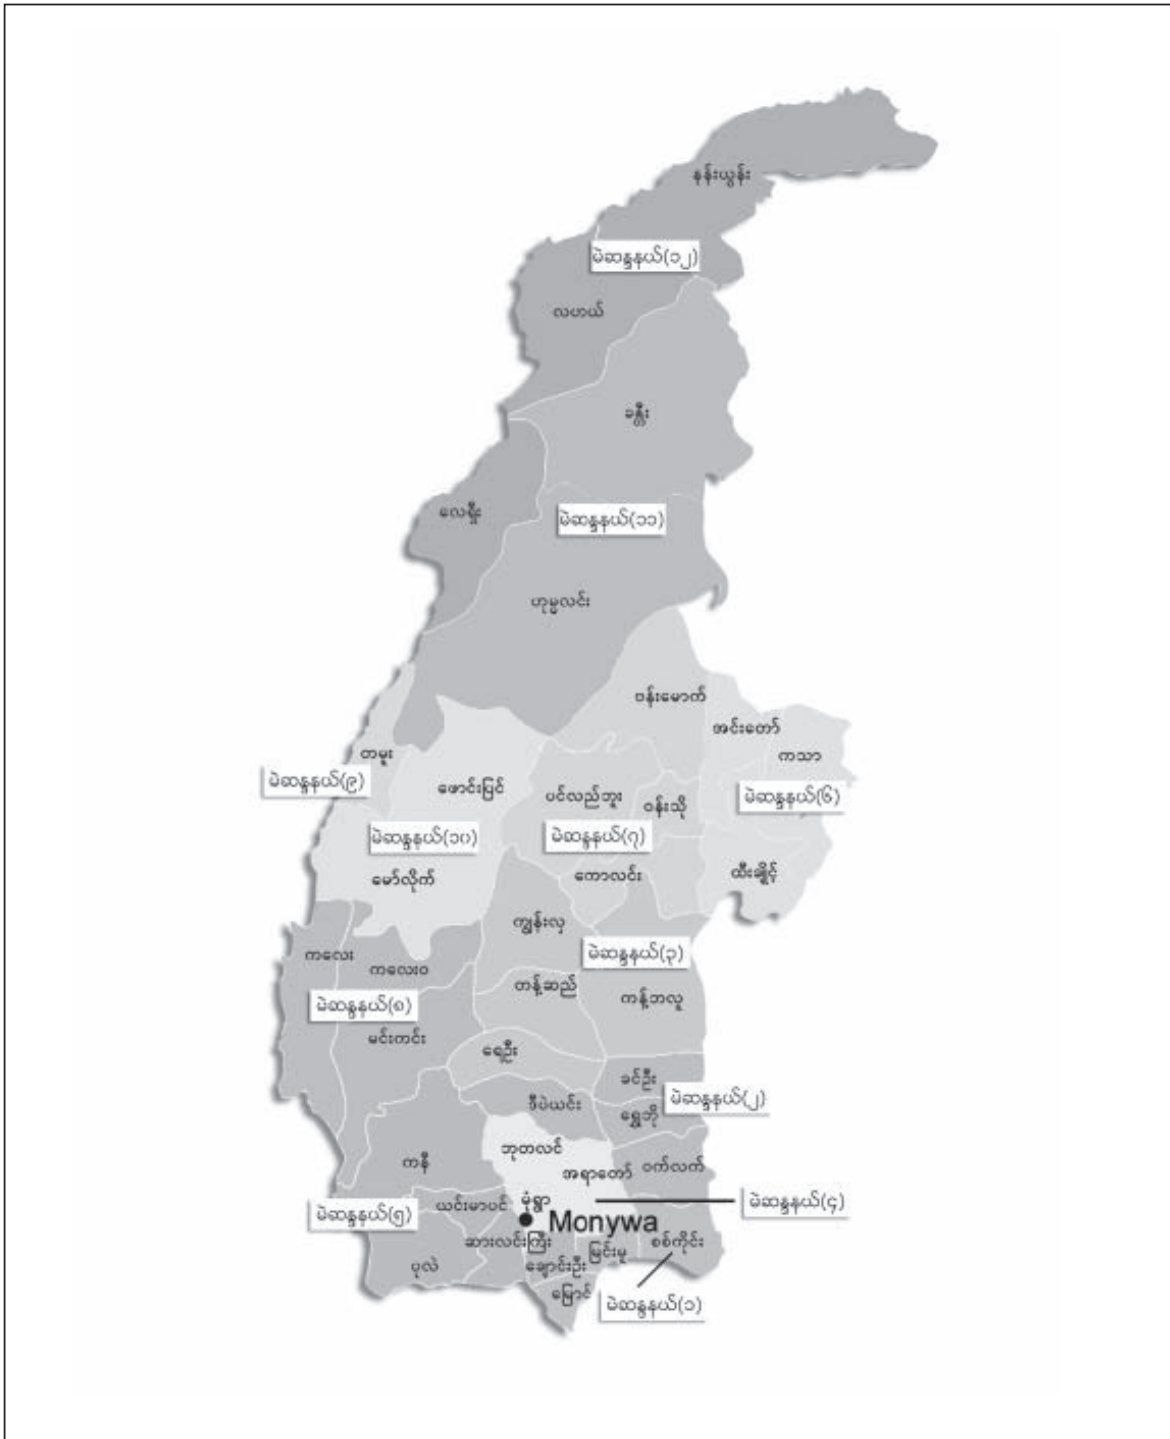 နန်းယွန်း
မဲဆန္ဒနယ်(၁၂)
လဟယ်
ခန္တီး
လေရှီး
မဲဆန္ဒနယ်(၁၁)
ဟုမ္မလင်း
ဗန်းမောက်
အင်းတော်
ကသာ
တမူး
မဲဆန္ဒနယ်(၉)
ဖောင်းပြင်
ပင်လည်ဘူး
ဝန်းသို
မဲဆန္ဒနယ်(၆)
မဲဆန္ဒနယ်(၁၀)
မဲဆန္ဒနယ်(၇)
မော်လိုက်
ကောလင်း
ထီးချိုင့်
ကျွန်းလှ
မဲဆန္ဒနယ်(၃)
ကလေး
ကလေးဝ
တန့်ဆည်
ကန့်ဘလူ
မဲဆန္ဒနယ်(၈)
မင်းကင်း
ရေဦး
ခင်ဦး
မဲဆန္ဒနယ်(၂)
ဒီပဲယင်း
ရွှေဘို
ဘုတလင်
ကနီ
အရာတော်
ဝက်လက်
မုံရွာ
မဲဆန္ဒနယ်(၄)
မဲဆန္ဒနယ်(၅)
ယင်းမာပင်
Monywa
ဆားလင်းကြီး
မြင်းမူ
စစ်ကိုင်း
ပုလဲ
ချောင်းဦး
မြောင်
မဲဆန္ဒနယ်(၁)